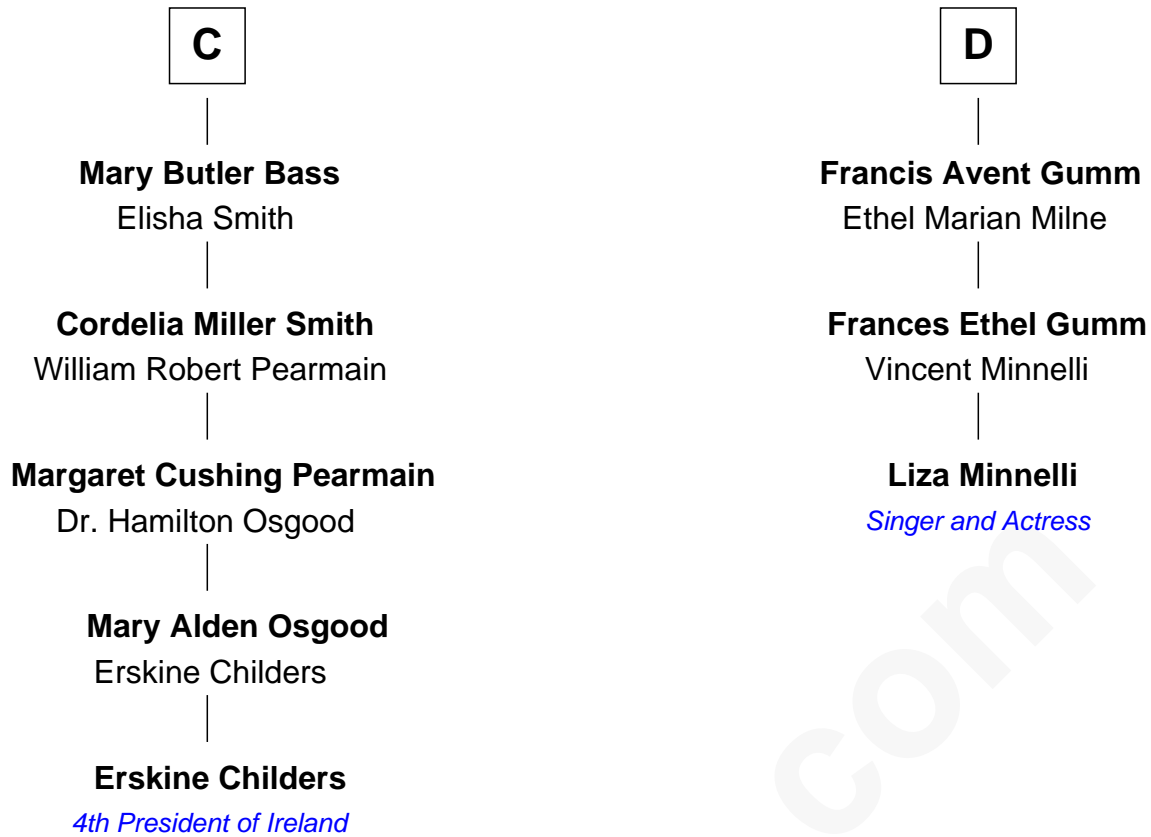 C
Mary Butler Bass
Elisha Smith
Cordelia Miller Smith
William Robert Pearmain
Margaret Cushing Pearmain
Dr. Hamilton Osgood
Mary Alden Osgood
Erskine Childers
Erskine Childers
4th President of Ireland
D
Francis Avent Gumm
Ethel Marian Milne
Frances Ethel Gumm
Vincent Minnelli
Liza Minnelli
Singer and Actress
com